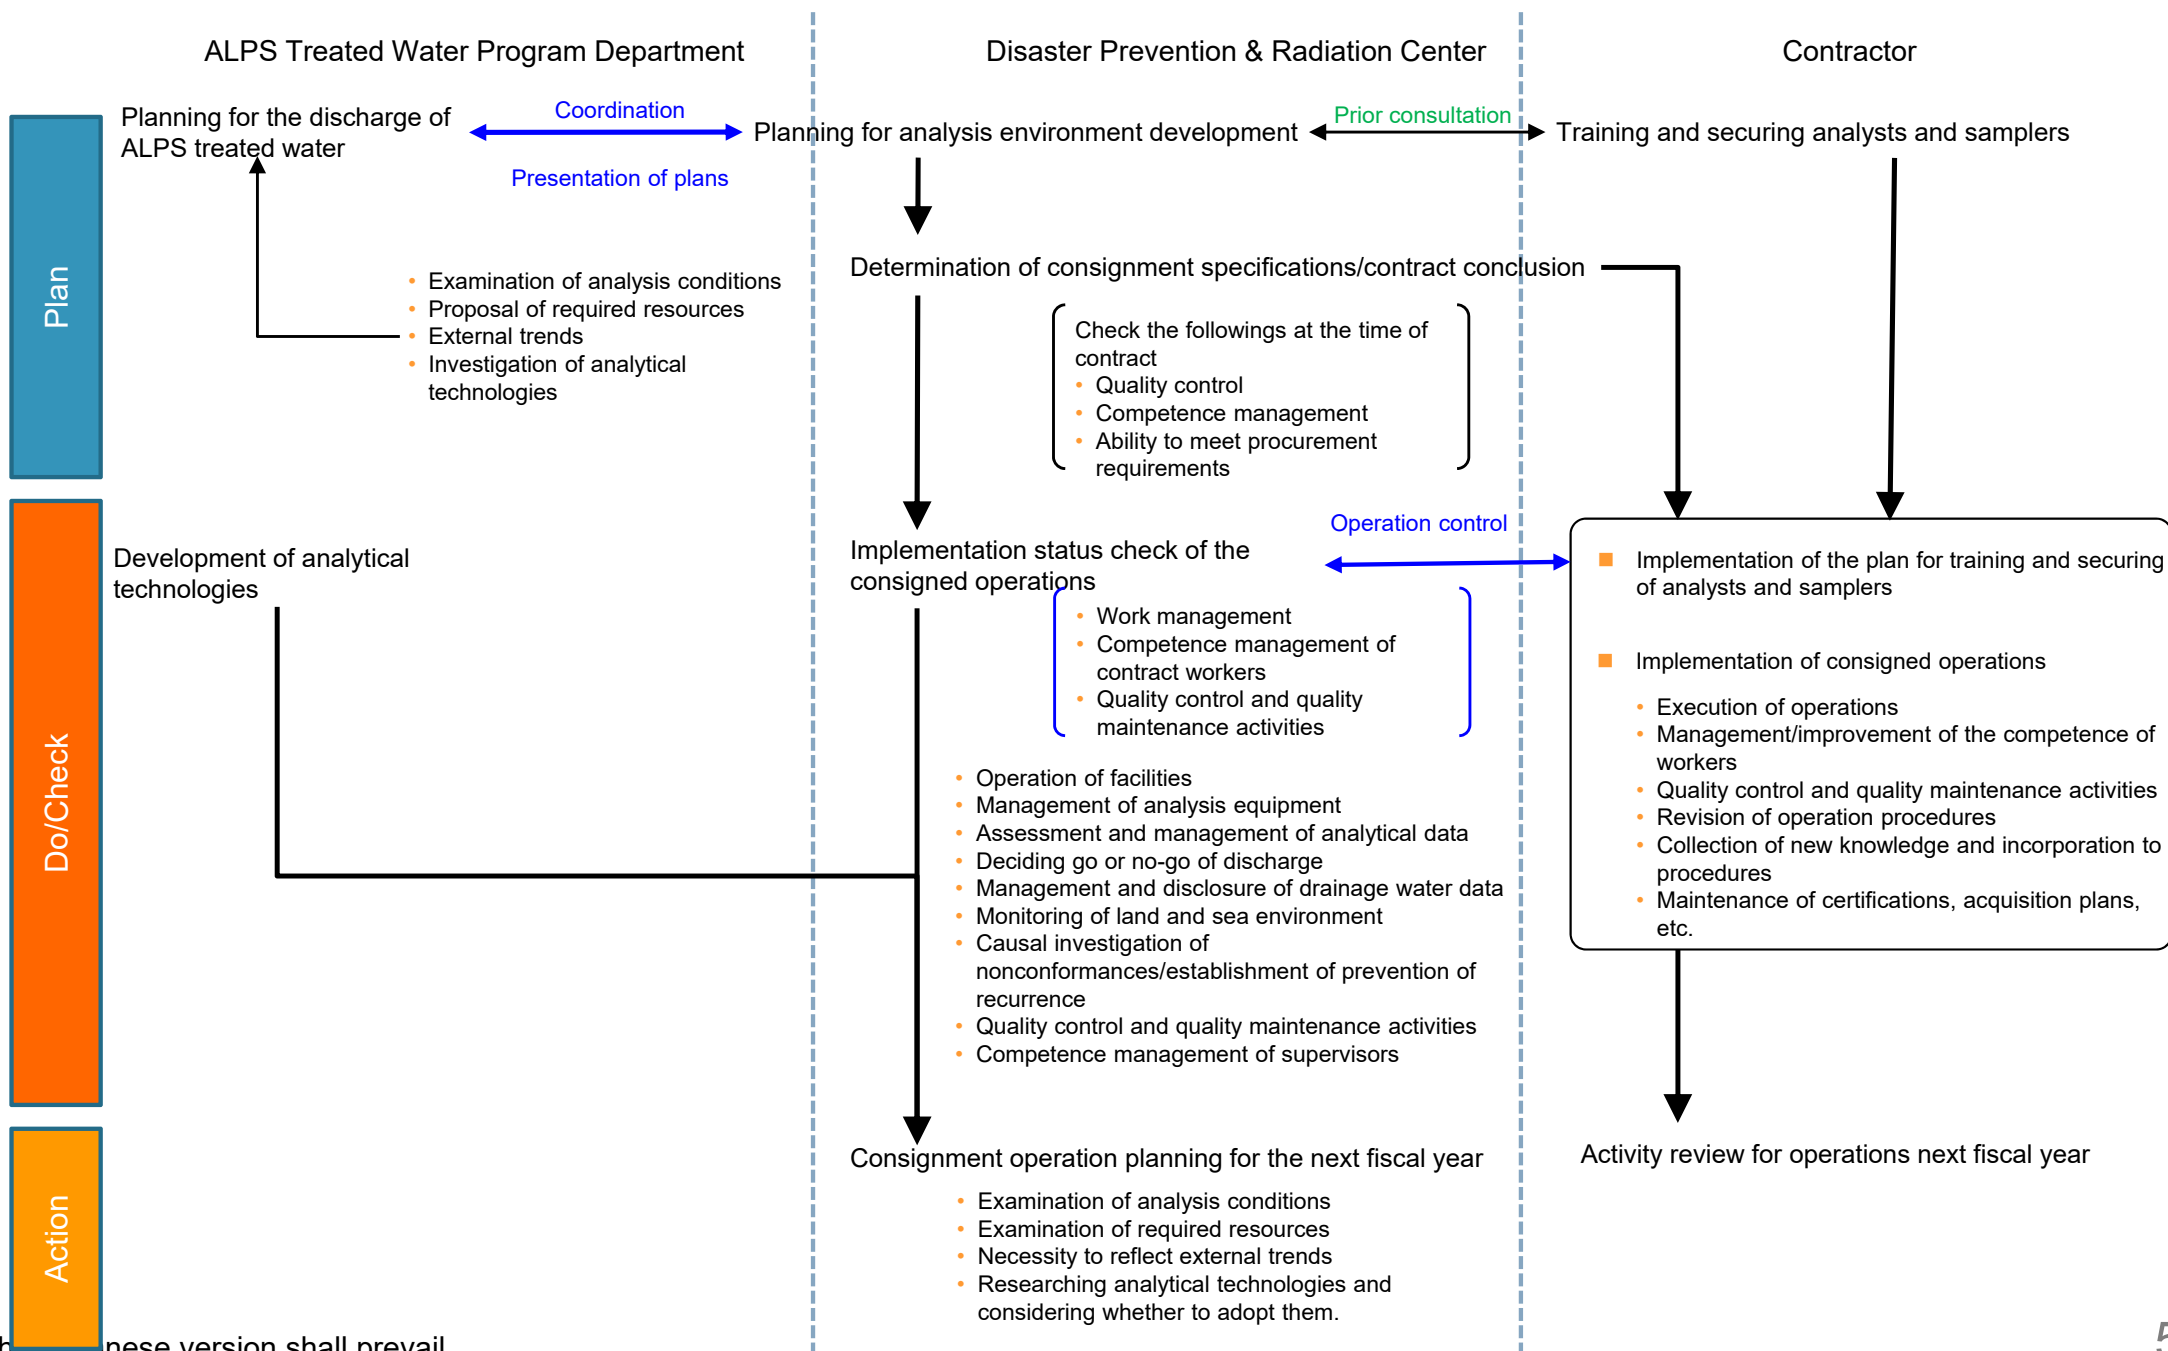 ALPS Treated Water Program Department
Disaster Prevention & Radiation Center
Contractor
Plan
Planning for the discharge of
ALPS treated water
Coordination
Presentation of plans
Planning for analysis environment development
Prior consultation
Training and securing analysts and samplers
• Examination of analysis conditions
• Proposal of required resources
• External trends
• Investigation of analytical
technologies
Determination of consignment specifications/contract conclusion
Check the followings at the time of
contract
• Quality control
• Competence management
• Ability to meet procurement
requirements
Do/Check
Development of analytical
technologies
Implementation status check of the
consigned operations
Operation control
• Work management
• Competence management of
contract workers
• Quality control and quality
maintenance activities
• Operation of facilities
• Management of analysis equipment
• Assessment and management of analytical data
• Deciding go or no-go of discharge
• Management and disclosure of drainage water data
• Monitoring of land and sea environment
• Causal investigation of
nonconformances/establishment of prevention of
recurrence
• Quality control and quality maintenance activities
• Competence management of supervisors
■ Implementation of the plan for training and securing
of analysts and samplers
■ Implementation of consigned operations
• Execution of operations
• Management/improvement of the competence of
workers
• Quality control and quality maintenance activities
• Revision of operation procedures
• Collection of new knowledge and incorporation to
procedures
• Maintenance of certifications, acquisition plans,
etc.
Action
Consignment operation planning for the next fiscal year
• Examination of analysis conditions
• Examination of required resources
• Necessity to reflect external trends
• Researching analytical technologies and
considering whether to adopt them.
Activity review for operations next fiscal year
version shall prevail